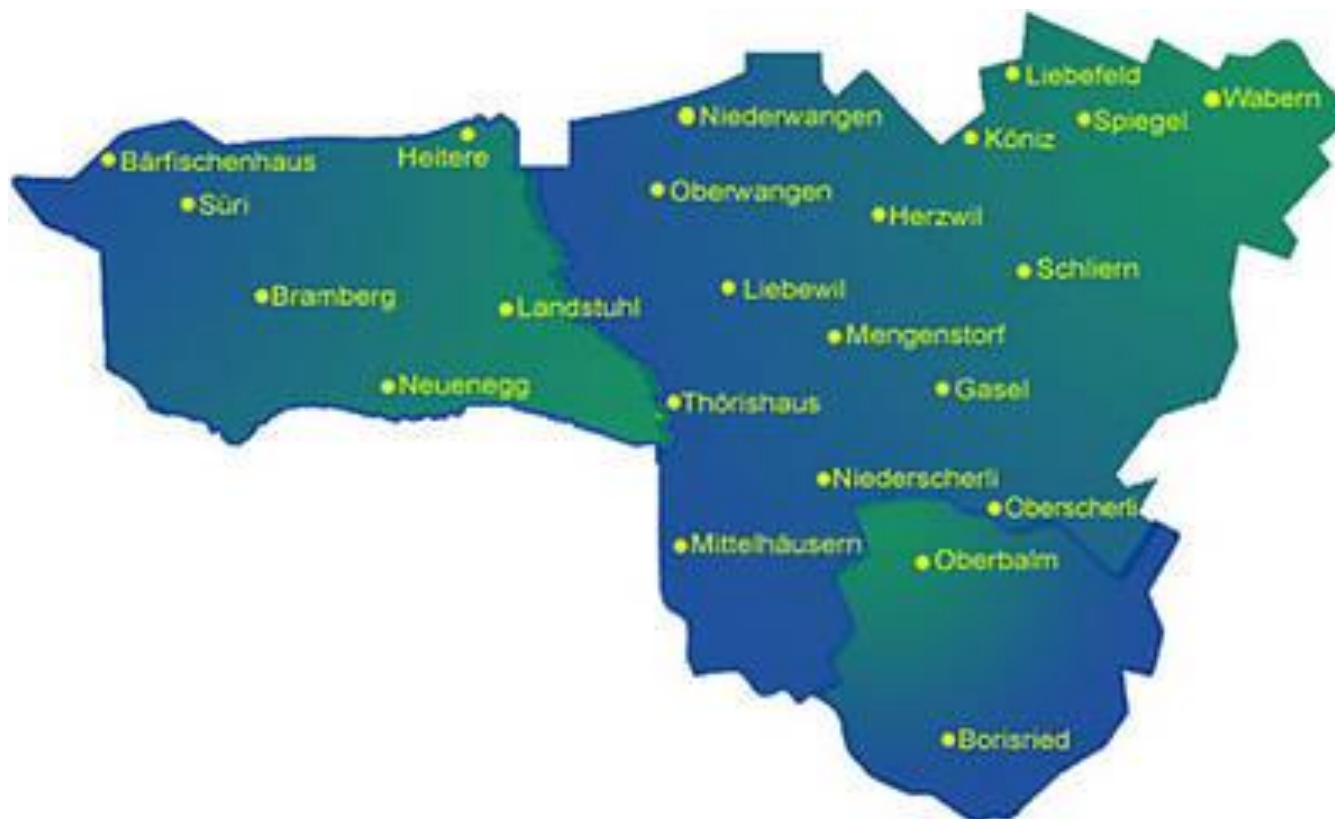 Liebefeld
Wabern
Niederwangen
Spiegel
Köniz
Heitere
Bärfischenhaus
Oberwangen
Süri
Herzwil
Schliern
Liebewil
Bramberg
Landstuhl
Mengenstorf
Neuenegg
Gasel
Thörishaus
Niederscherli
Oberscherli
Mittelhäusern
Oberbalm
Borisried